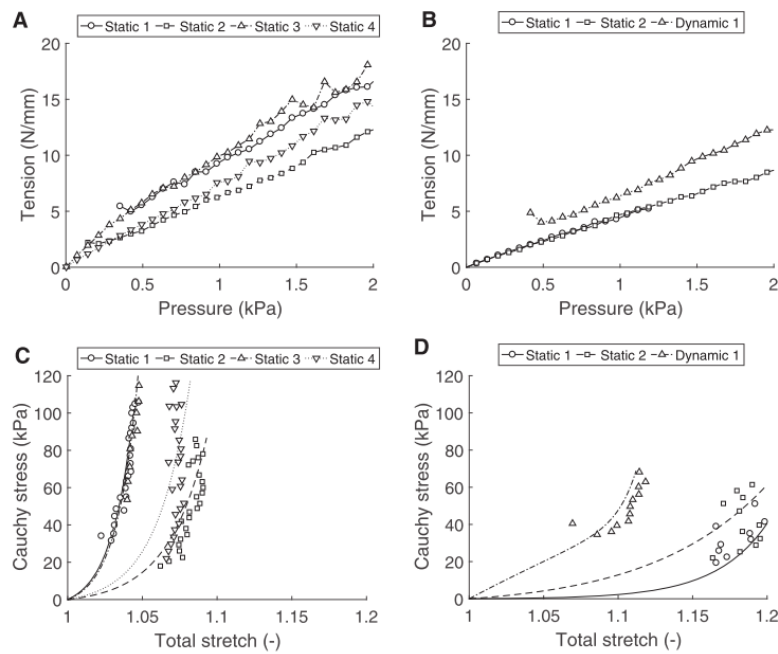 A
Static 1 Static 2 Static 3 Static 4
20
15
10
5
0
Tension (N/mm)
0 0.5 1 1.5 2
Pressure (kPa)
B
Static 1 Static 2 Dynamic 1
20
15
10
5
0
Tension (N/mm)
0.5 1 1.5 2
Pressure (kPa)
C
Static 1 Static 2 Static 3 Static 4
120
100
80
60
40
20
0
Cauchy stress (kPa)
1 1.05 1.1 1.15 1.2
Total stretch (-)
D
Static 1 Static 2 Dynamic 1
120
100
80
60
40
20
0
Cauchy stress (kPa)
1 1.05 1.1 1.15 1.2
Total stretch (-)